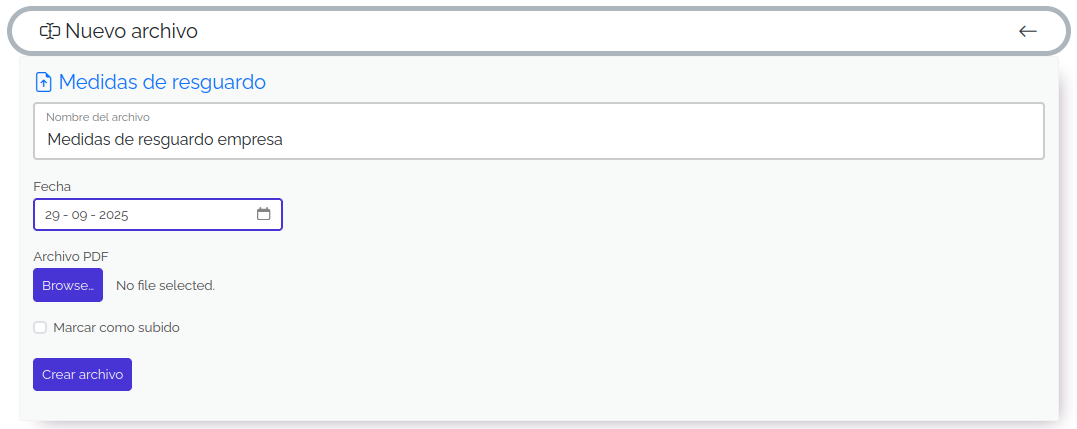 Nuevo archivo
Medidas de resguardo
Nombre del archivo
Medidas de resguardo empresa
Fecha
29 - 09 - 2025
Archivo PDF
Browse... No file selected.
Marcar como subido
Crear archivo